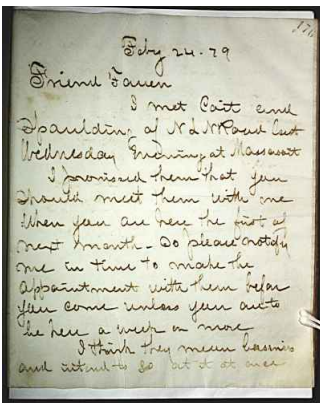 Feby 24-79
Friend
I met Cait and
Spaulding of N L N Road last
Wednesday Evening at
I promised them that you
should meet them with me
when you are here the first of
next month - So please notify
me in time to make the
appointment with them before
you come unless you are to
be here a week or more
I think they mean business
and intend to go at it at once